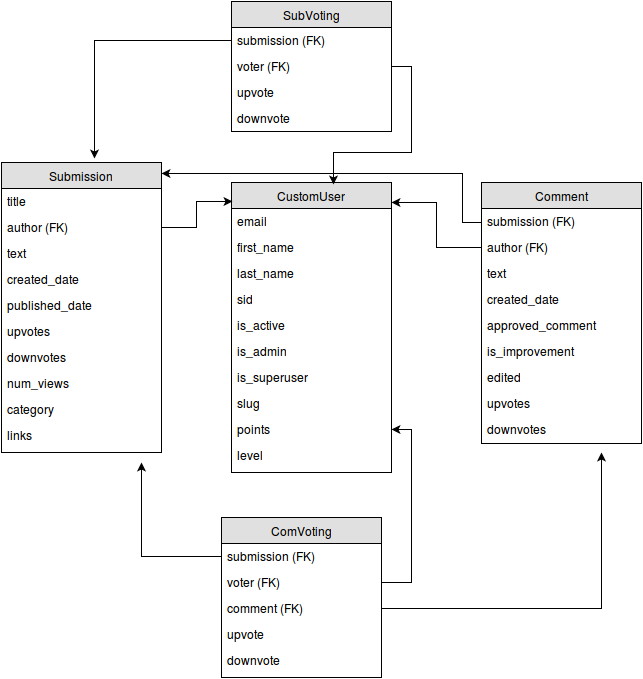 SubVoting
submission (FK)
voter (FK)
upvote
downvote
Submission
title
author (FK)
text
created_date
published_date
upvotes
downvotes
num_views
category
links
CustomUser
email
first_name
last_name
sid
is_active
is_admin
is_superuser
slug
points
level
Comment
submission (FK)
author (FK)
text
created_date
approved_comment
is_improvement
edited
upvotes
downvotes
ComVoting
submission (FK)
voter (FK)
comment (FK)
upvote
downvote